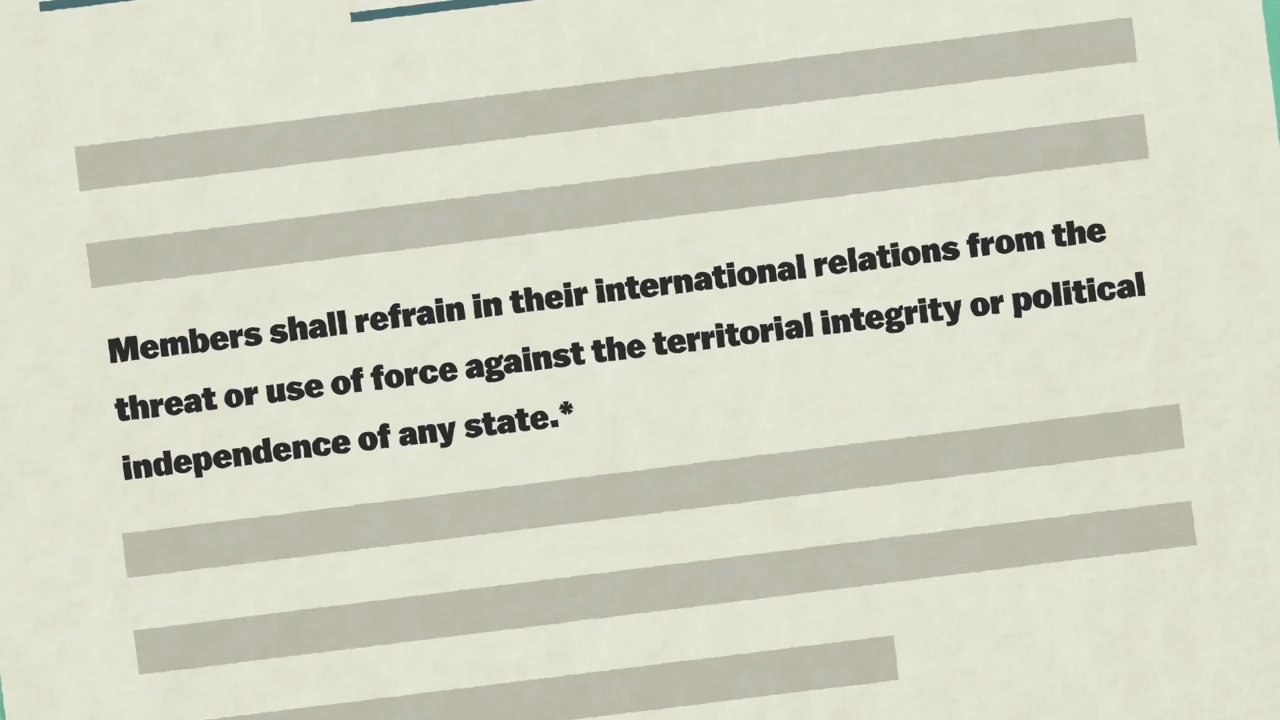 Members shall refrain in their international relations from the
threat or use of force against the territorial integrity or political
independence of any state.*